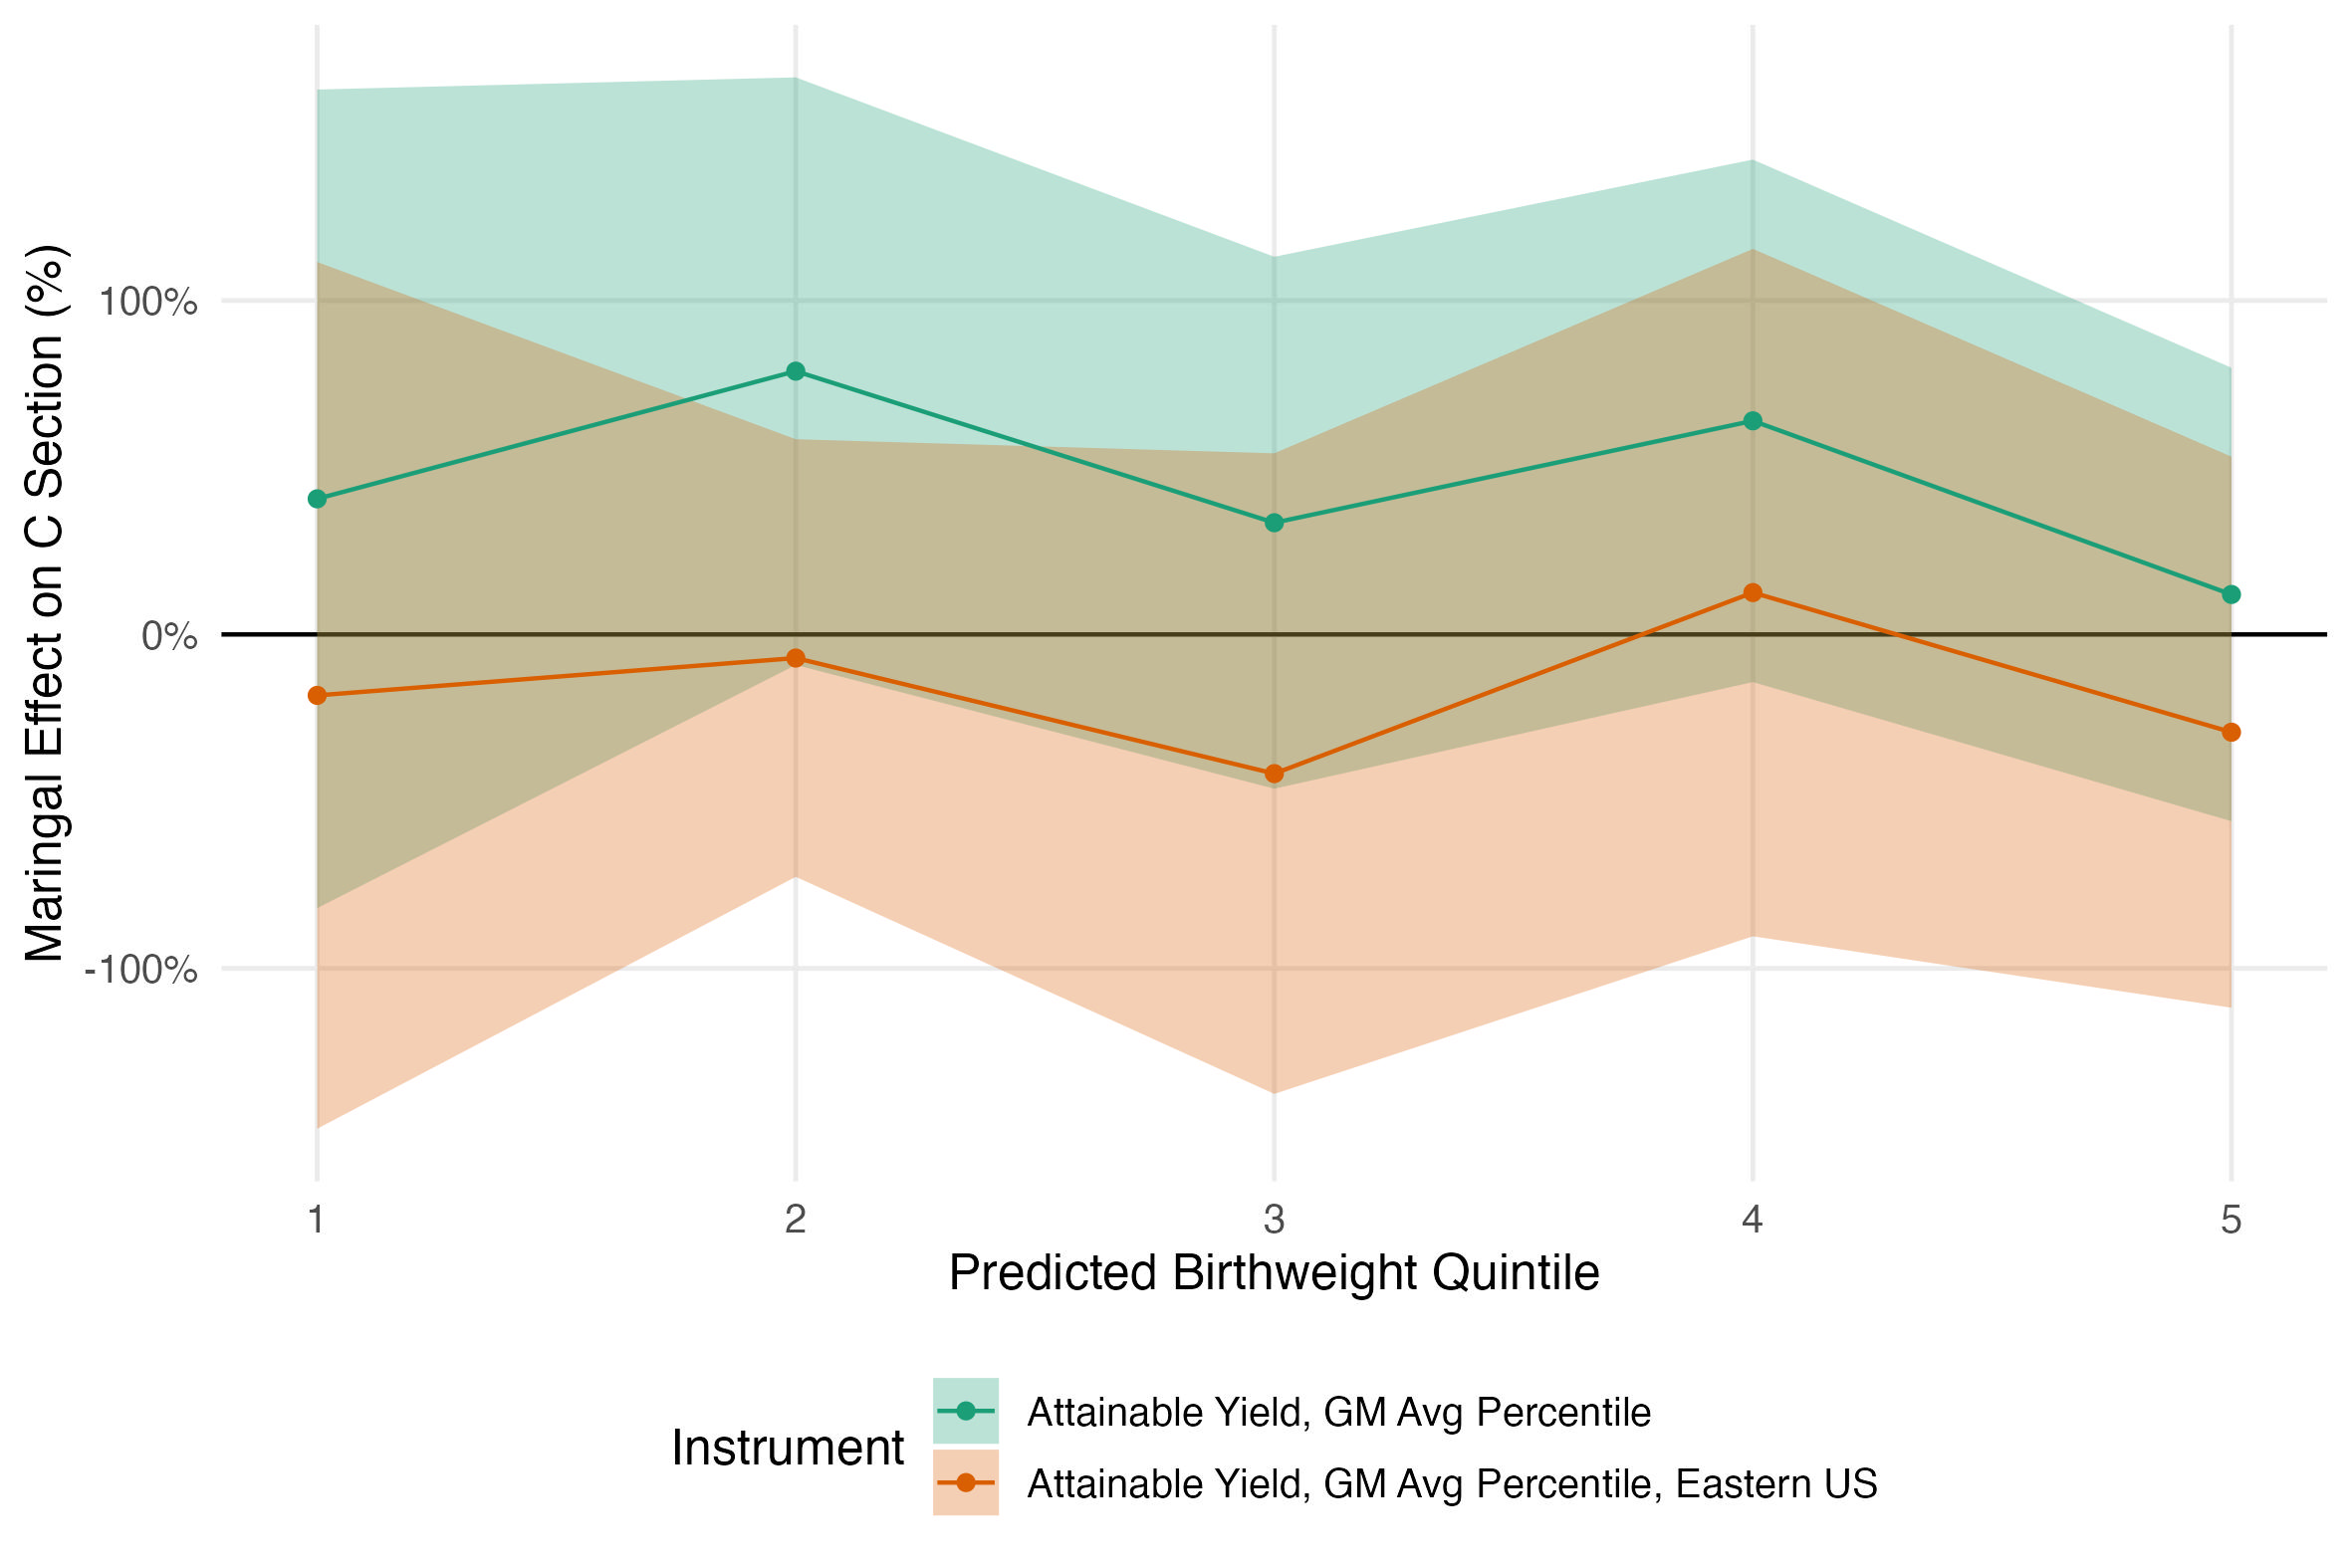 Maringal Effect on C Section (%)
100%
0%
-100%
1 2 3 4 5
Predicted Birthweight Quintile
Instrument
Attainable Yield, GM Avg Percentile
Attainable Yield, GM Avg Percentile, Eastern US